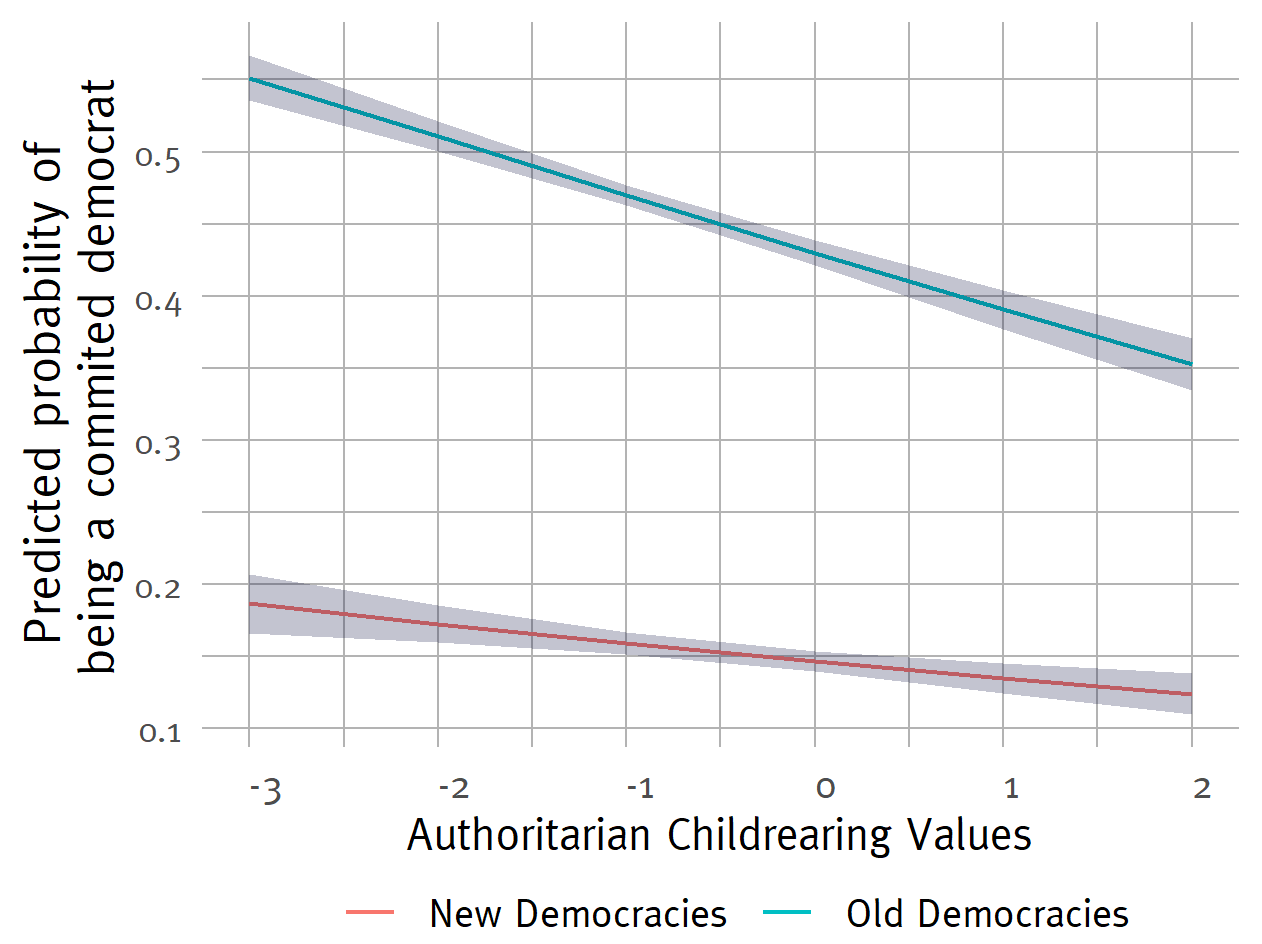 Predicted probability of
being a commited democrat
0.5
0.4
0.3
0.2
0.1
-3 -2 -1 0 1 2
Authoritarian Childrearing Values
New Democracies Old Democracies